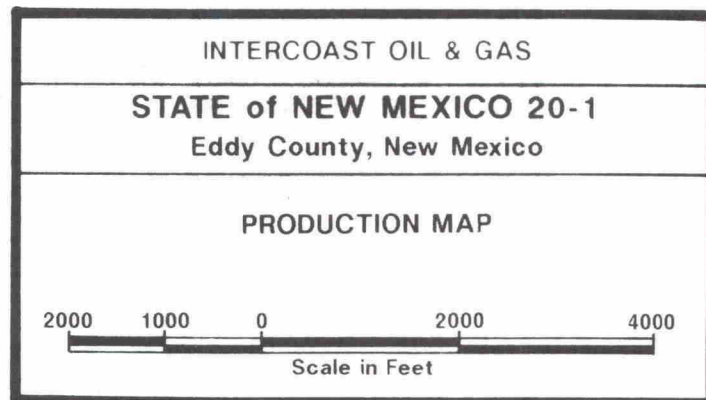 INTERCOAST OIL & GAS
STATE of NEW MEXICO 20-1
Eddy County, New Mexico
PRODUCTION MAP
2000 1000 0 2000 4000
Scale in Feet